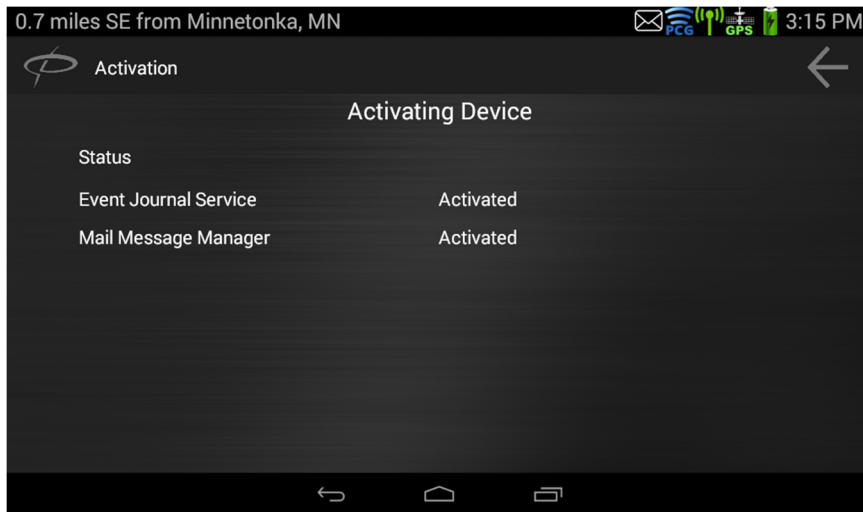 0.7 miles SE from Minnetonka, MN PCG GPS 3:15 PM
Activation
Activating Device
Status
Event Journal Service Activated
Mail Message Manager Activated